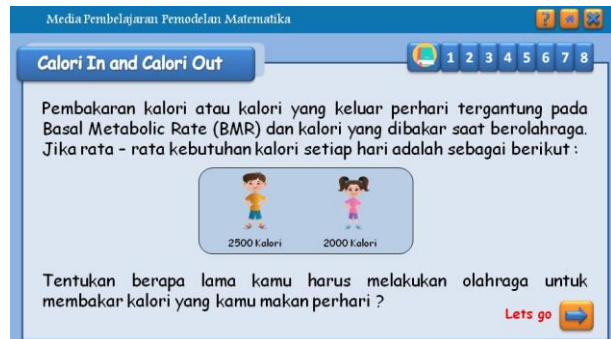 Media Pembelajaran Pemodelan Matematika
?
Calori In and Calori Out
1 2 3 4 5 6 7 8
Pembakaran kalori atau kalori yang keluar perhari tergantung pada
Basal Metabolic Rate (BMR) dan kalori yang dibakar saat berolahraga.
Jika rata – rata kebutuhan kalori setiap hari adalah sebagai berikut :
2500 Kalori 2000 Kalori
Tentukan berapa lama kamu harus melakukan olahraga untuk
membakar kalori yang kamu makan perhari ?
Lets go